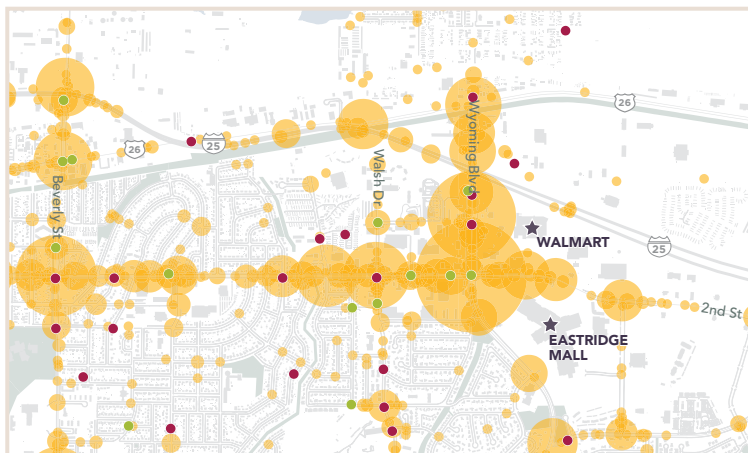 26
Wyoming Blvd
26
25
Beverly St
Walsh Dr
WALMART
25
2nd St
EASTRIDGE
MALL